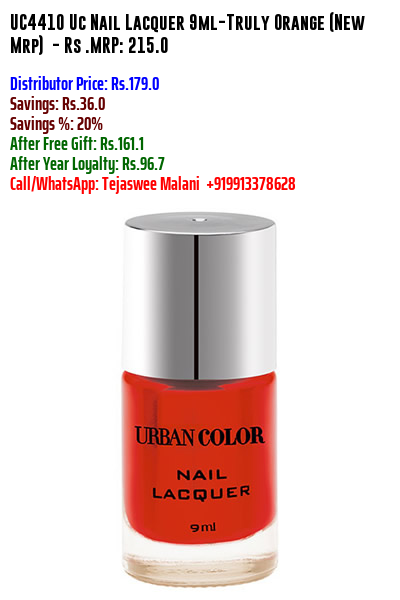 UC4410 Uc Nail Lacquer 9ml-Truly Orange (New
Mrp) - Rs .MRP: 215.0
Distributor Price: Rs.179.0
Savings: Rs.36.0
Savings %: 20%
After Free Gift: Rs.161.1
After Year Loyalty: Rs.96.7
Call/WhatsApp: Tejaswee Malani +919913378628
URBAN COLOR
NAIL
LACQUER
9ml